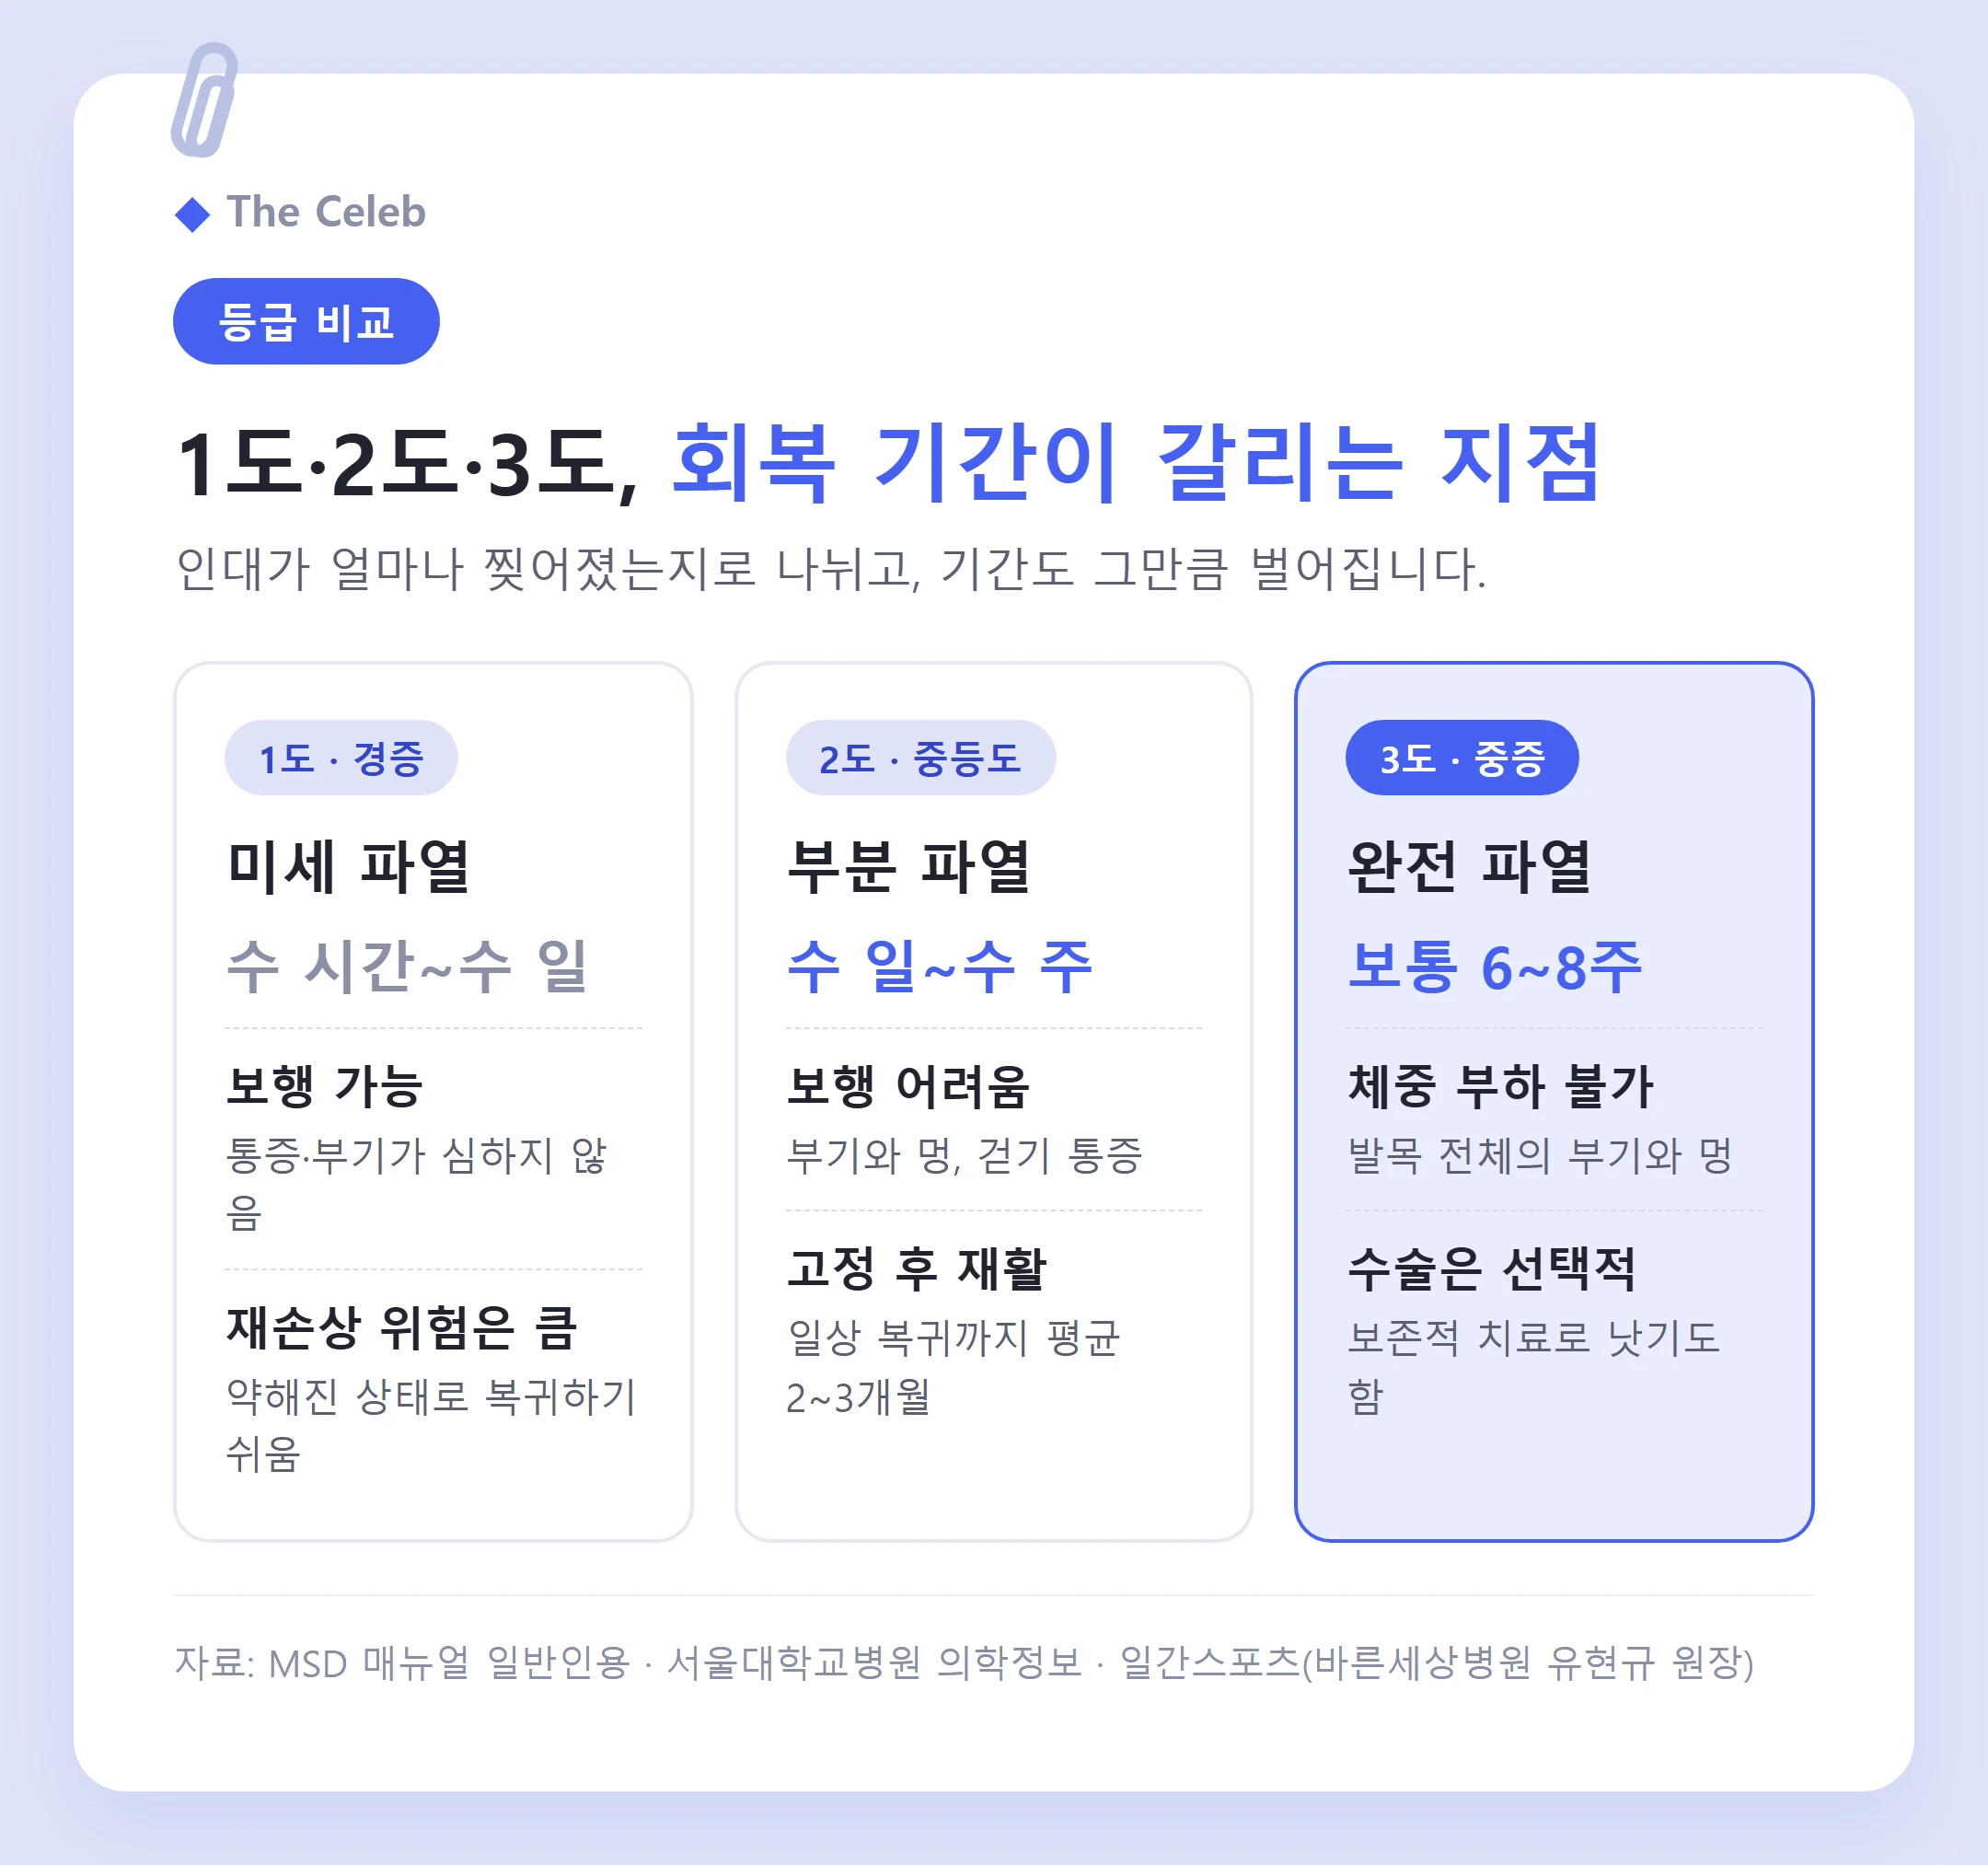 The Celeb
등급 비교
1도·2도·3도, 회복 기간이 갈리는 지점
인대가 얼마나 찢어졌는지로 나뉘고, 기간도 그만큼 벌어집니다.
1도 · 경증
미세 파열
수 시간~수 일
보행 가능
통증·부기가 심하지 않
음
재손상 위험은 큼
약해진 상태로 복귀하기
쉬움
2도 · 중등도
부분 파열
수 일~수 주
보행 어려움
부기와 멍, 걷기 통증
고정 후 재활
일상 복귀까지 평균
2~3개월
3도 · 중증
완전 파열
보통 6~8주
체중 부하 불가
발목 전체의 부기와 멍
수술은 선택적
보존적 치료로 낫기도
함
자료: MSD 매뉴얼 일반인용 · 서울대학교병원 의학정보 · 일간스포츠(바른세상병원 유현규 원장)